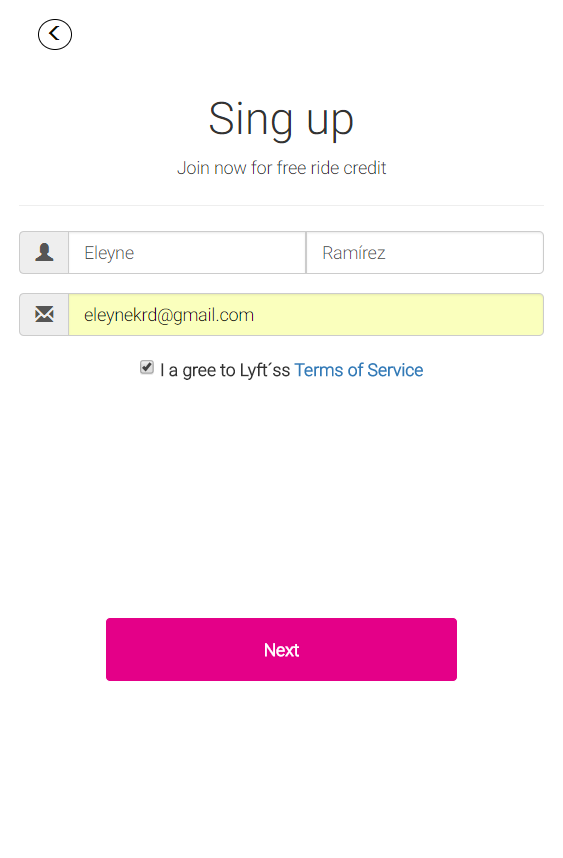 Sing up
Join now for free ride credit
Eleyne Ramírez
eleynekrd@gmail.com
I a gree to Lyft´ss Terms of Service
Next